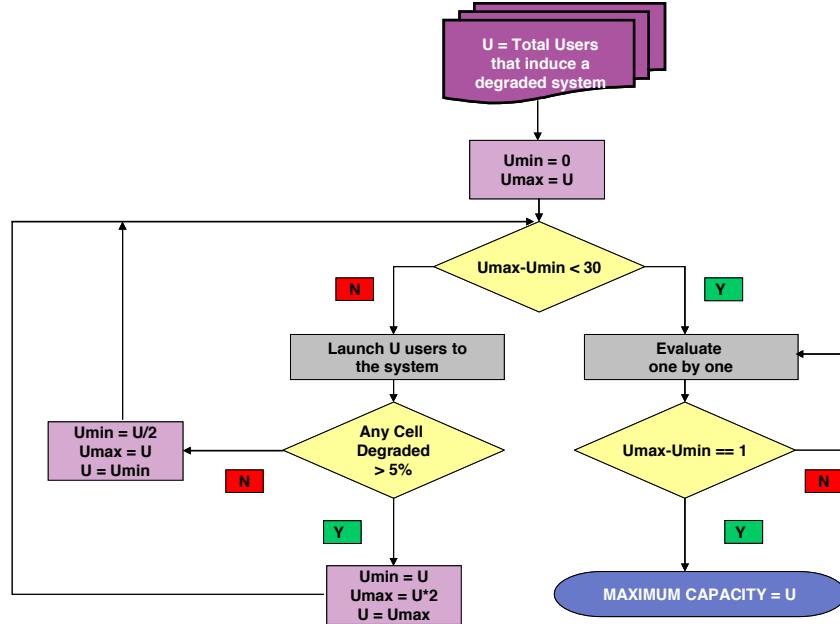 U = Total Users
that induce a
degraded system
Umin = 0
Umax = U
Umax-Umin < 30
N
Y
Launch U users to
the system
Evaluate
one by one
Umin = U/2
Umax = U
U = Umin
Any Cell
Degraded
> 5%
Umax-Umin == 1
N
N
Y
Y
Umin = U
Umax = U*2
U = Umax
MAXIMUM CAPACITY = U